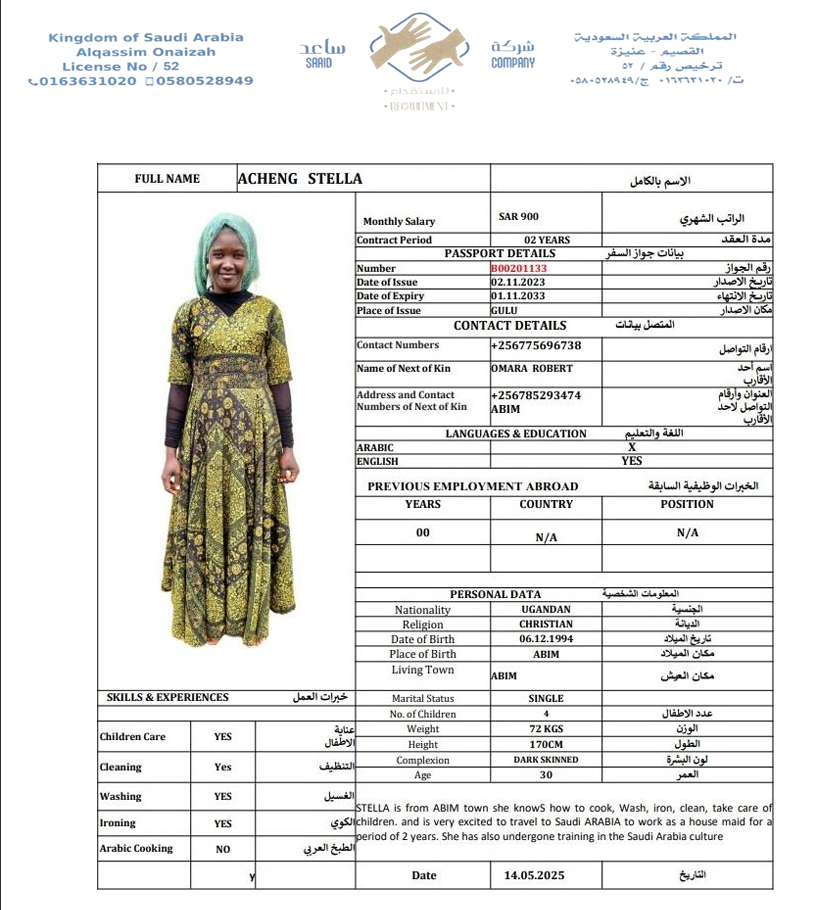 Kingdom of Saudi Arabia
Alqassim Onaizah
License No / 52
0163631020 0580528949
ساعد
SAAID
شركة
COMPANY
• للاستقدام •
• RECRUITMENT •
المملكة العربية السعودية
القصيم - عنيزة
ترخيص رقم / ٥٢
ت/ ٠١٦٣٦٣١٠٢٠ ج/٠٥٨٠٥٢٨٩٤٩
FULL NAME ACHENG STELLA الاسم بالكامل
Monthly Salary SAR 900 الراتب الشهري
Contract Period 02 YEARS مدة العقد
PASSPORT DETAILS بيانات جواز السفر
Number B00201133 رقم الجواز
Date of Issue 02.11.2023 تاريخ الاصدار
Date of Expiry 01.11.2033 تاريخ الانتهاء
Place of Issue GULU مكان الاصدار
CONTACT DETAILS المتصل بيانات
Contact Numbers +256775696738 ارقام التواصل
Name of Next of Kin OMARA ROBERT اسم أحد
الأقارب
Address and Contact +256785293474 العنوان وأرقام
Numbers of Next of Kin ABIM التواصل لاحد
الأقارب
LANGUAGES & EDUCATION اللغة والتعليم
ARABIC X
ENGLISH YES
PREVIOUS EMPLOYMENT ABROAD الخبرات الوظيفية السابقة
YEARS COUNTRY POSITION
00 N/A N/A
PERSONAL DATA المعلومات الشخصية
Nationality UGANDAN الجنسية
Religion CHRISTIAN الديانة
Date of Birth 06.12.1994 تاريخ الميلاد
Place of Birth ABIM مكان الميلاد
Living Town ABIM مكان العيش
Marital Status SINGLE
No. of Children 4 عدد الاطفال
Weight 72 KGS الوزن
Height 170CM الطول
Complexion DARK SKINNED لون البشرة
Age 30 العمر
SKILLS & EXPERIENCES خبرات العمل
Children Care YES عناية
الاطفال
Cleaning Yes التنظيف
Washing YES الغسيل
Ironing YES الكوي
Arabic Cooking NO الطبخ العربي
y
STELLA is from ABIM town she knowS how to cook, Wash, iron, clean, take care of
children. and is very excited to travel to Saudi ARABIA to work as a house maid for a
period of 2 years. She has also undergone training in the Saudi Arabia culture
Date 14.05.2025 التاريخ